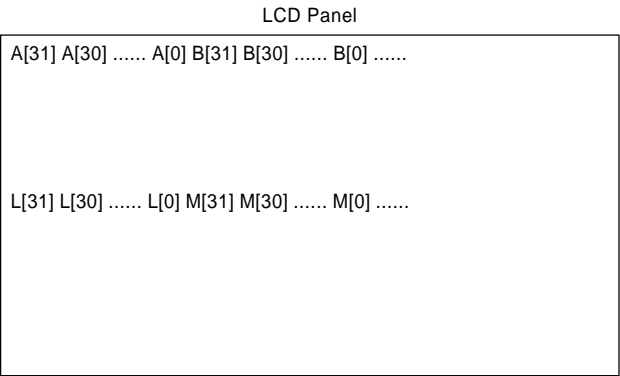 LCD Panel
A[31] A[30] ...... A[0] B[31] B[30] ...... B[0] ......
L[31] L[30] ...... L[0] M[31] M[30] ...... M[0] ......